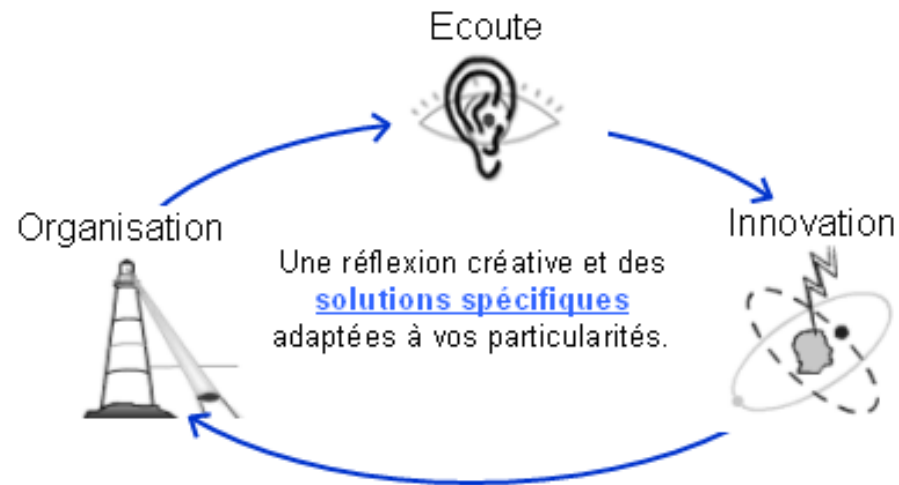 Ecoute
Organisation
Innovation
Une réflexion créative et des
solutions spécifiques
adaptées à vos particularités.